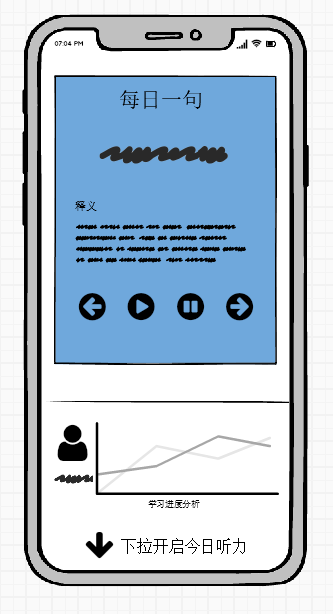 07:04 PM
每日一句
释义
学习进度分析
下拉开启今日听力